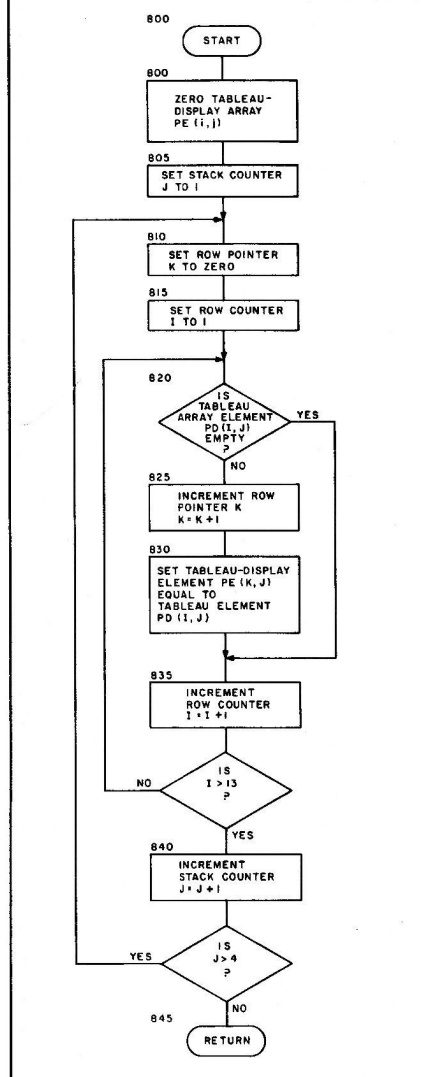 800
START
800
ZERO TABLEAU-
DISPLAY ARRAY
PE (i,j)
805
SET STACK COUNTER
J TO 1
810
SET ROW POINTER
K TO ZERO
815
SET ROW COUNTER
I TO 1
820
IS
TABLEAU
ARRAY ELEMENT
PD (I, J)
EMPTY
?
YES
NO
825
INCREMENT ROW
POINTER K
K = K + 1
830
SET TABLEAU-DISPLAY
ELEMENT PE (K, J)
EQUAL TO
TABLEAU ELEMENT
PD (I, J)
835
INCREMENT
ROW COUNTER
I = I + 1
NO
IS
I > 13
?
YES
840
INCREMENT
STACK COUNTER
J = J + 1
YES
IS
J > 4
?
NO
845
RETURN